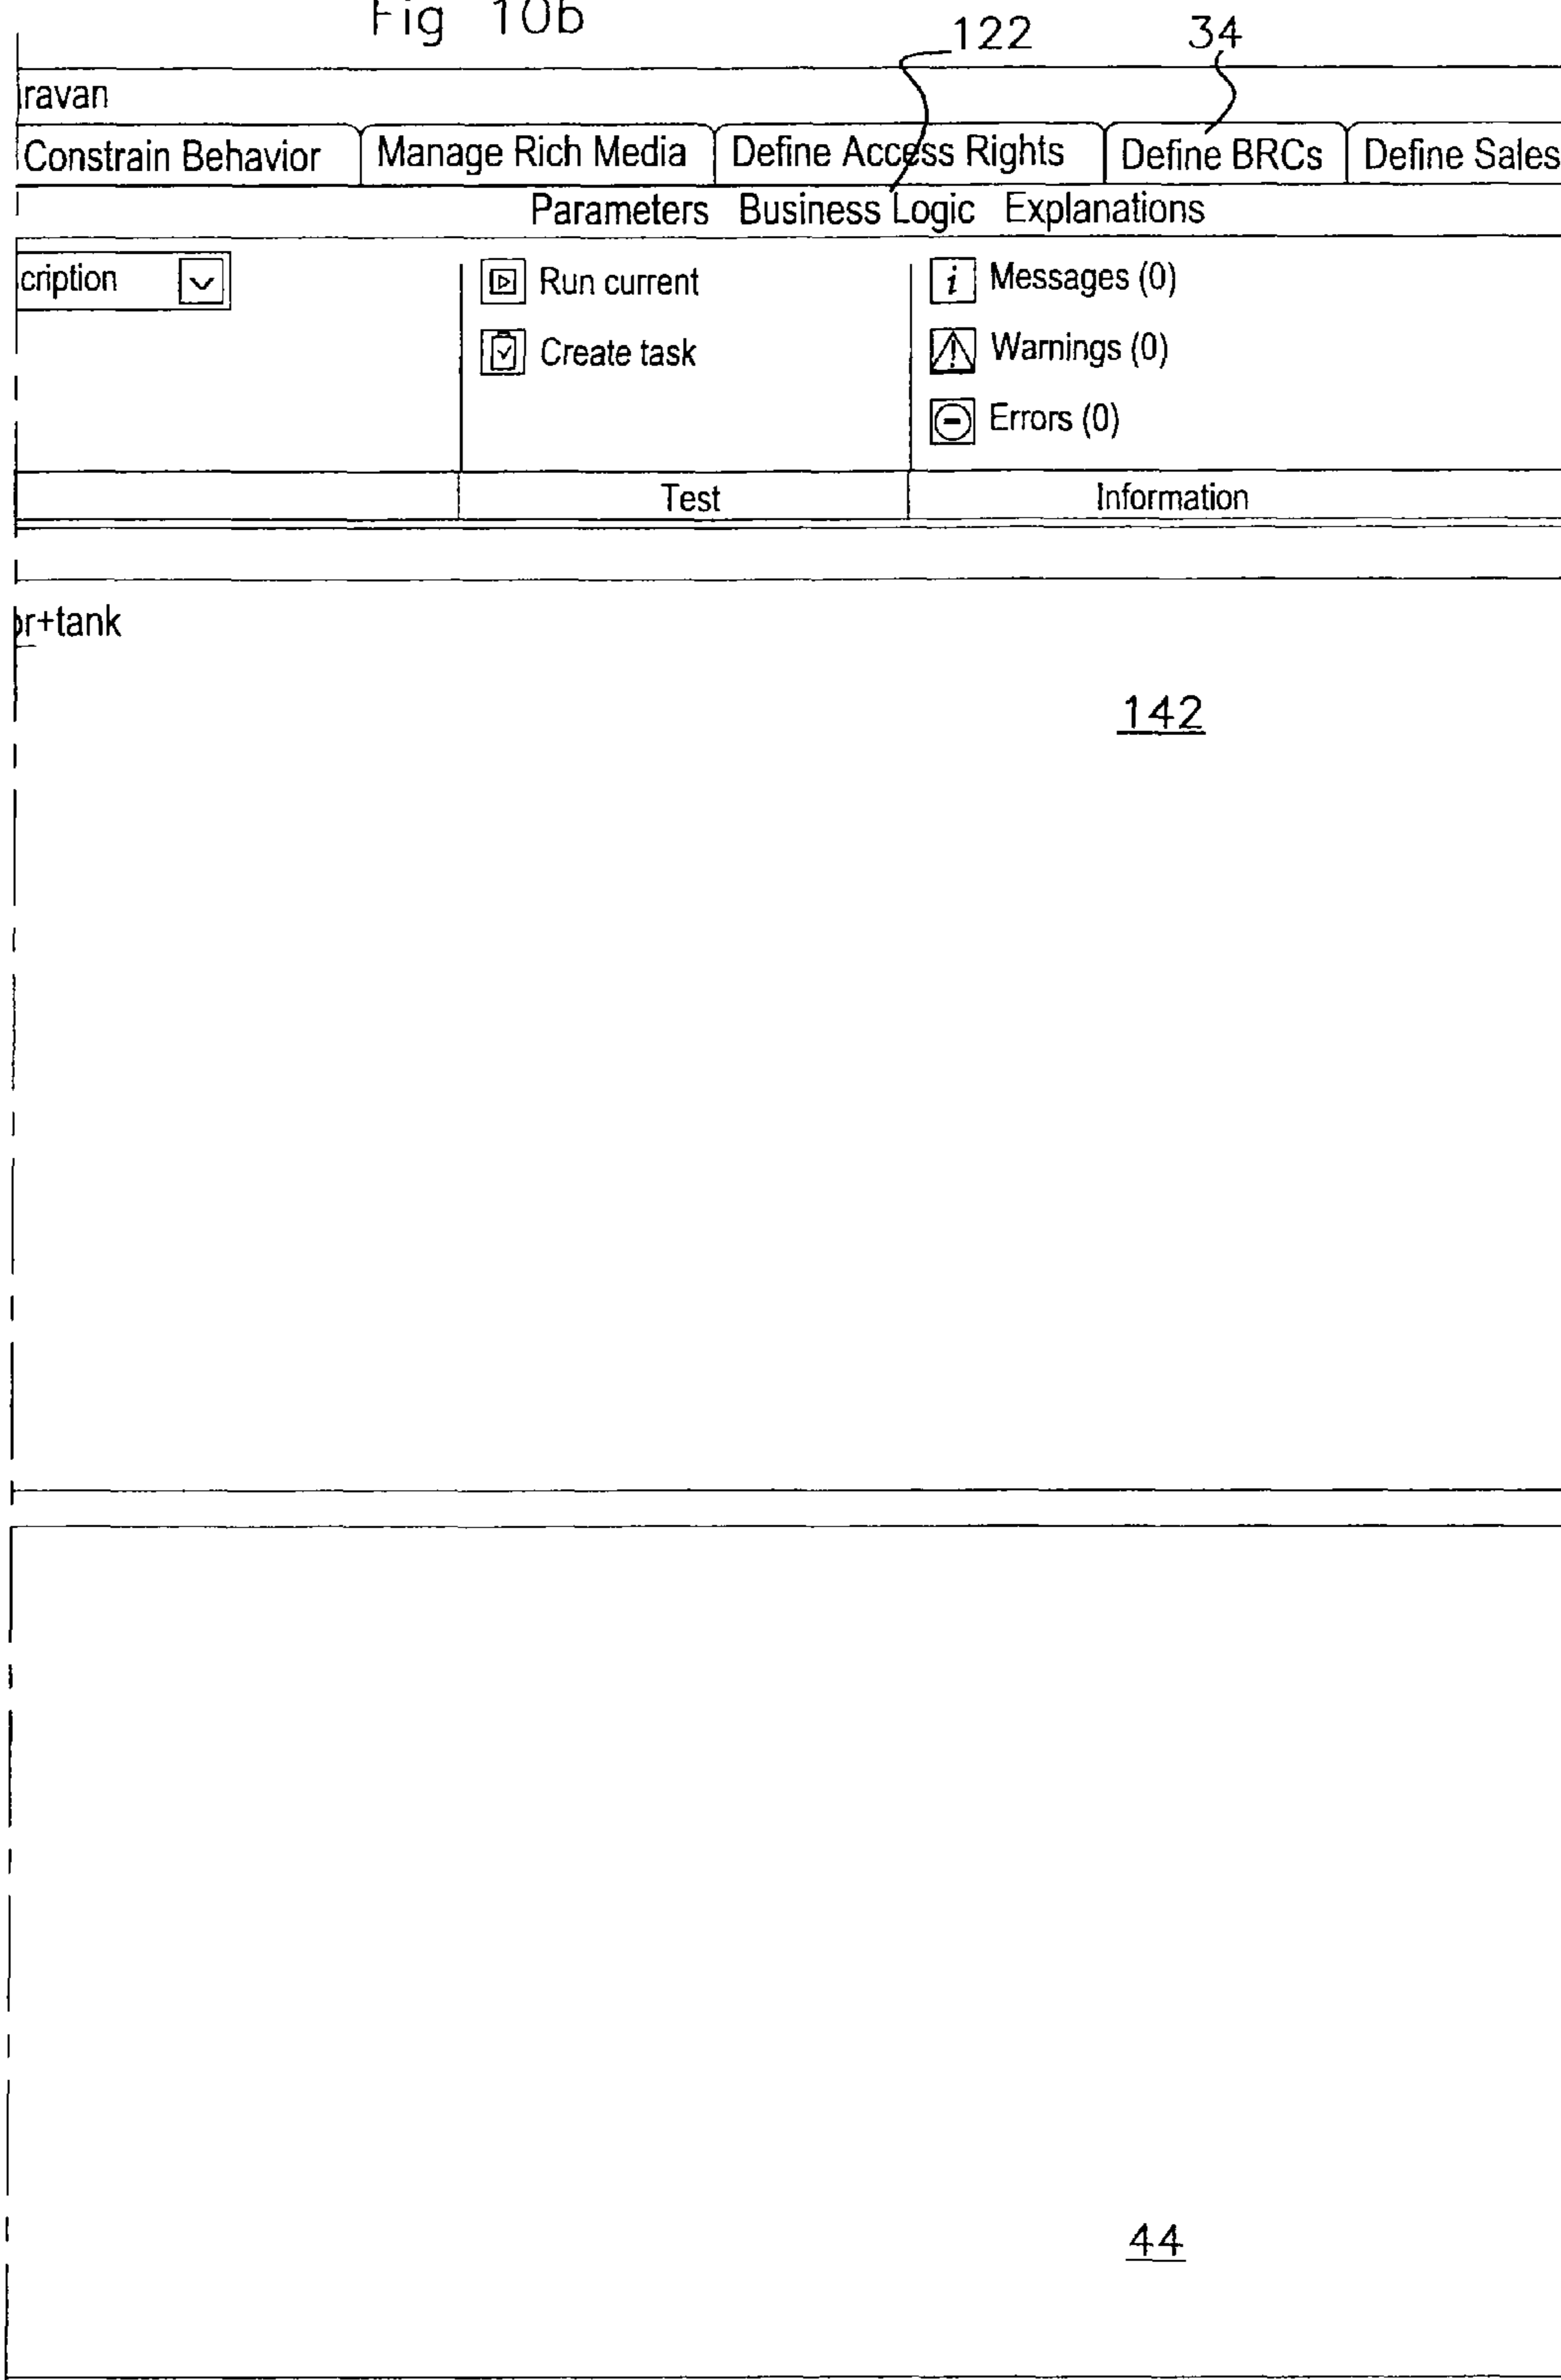 Fig 10b
122 34
ravan
Constrain Behavior Manage Rich Media Define Access Rights Define BRCs Define Sales
Parameters Business Logic Explanations
cription Run current Messages (0)
Create task Warnings (0)
Errors (0)
Test Information
or+tank
142
44